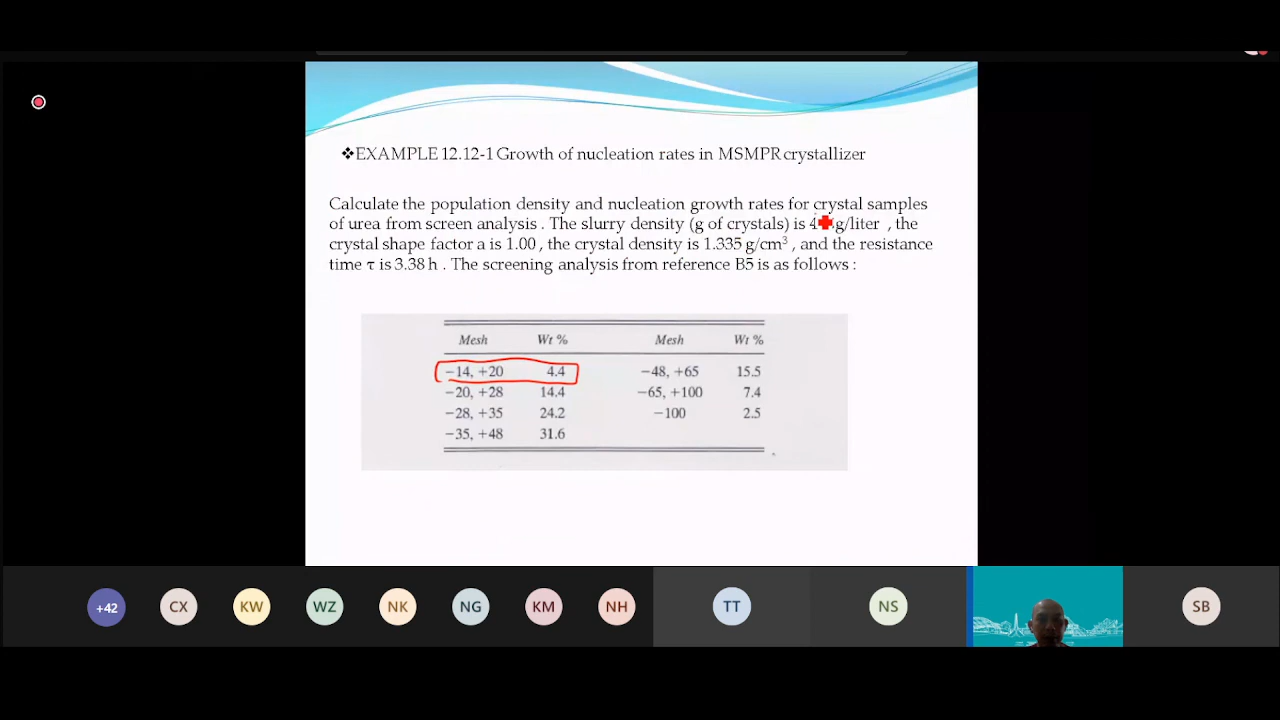 ❖EXAMPLE 12.12-1 Growth of nucleation rates in MSMPR crystallizer
Calculate the population density and nucleation growth rates for crystal samples
of urea from screen analysis . The slurry density (g of crystals) is g/liter , the
crystal shape factor a is 1.00 , the crystal density is 1.335 g/cm³ , and the resistance
time τ is 3.38 h . The screening analysis from reference B5 is as follows :
Mesh Wt % Mesh Wt %
−14, +20 4.4 −48, +65 15.5
−20, +28 14.4 −65, +100 7.4
−28, +35 24.2 −100 2.5
−35, +48 31.6
+42 CX KW WZ NK NG KM NH TT NS SB